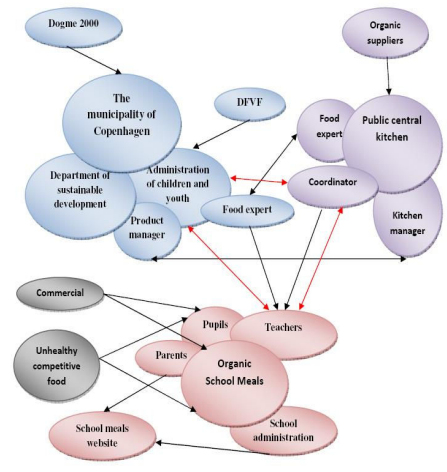 Dogme 2000
Organic
suppliers
The
municipality of
Copenhagen
DFVF
Food
expert
Public central
kitchen
Department of
sustainable
development
Administration
of children and
youth
Coordinator
Product
manager
Food expert
Kitchen
manager
Commercial
Pupils
Teachers
Unhealthy
competitive
food
Parents
Organic
School Meals
School meals
website
School
administration